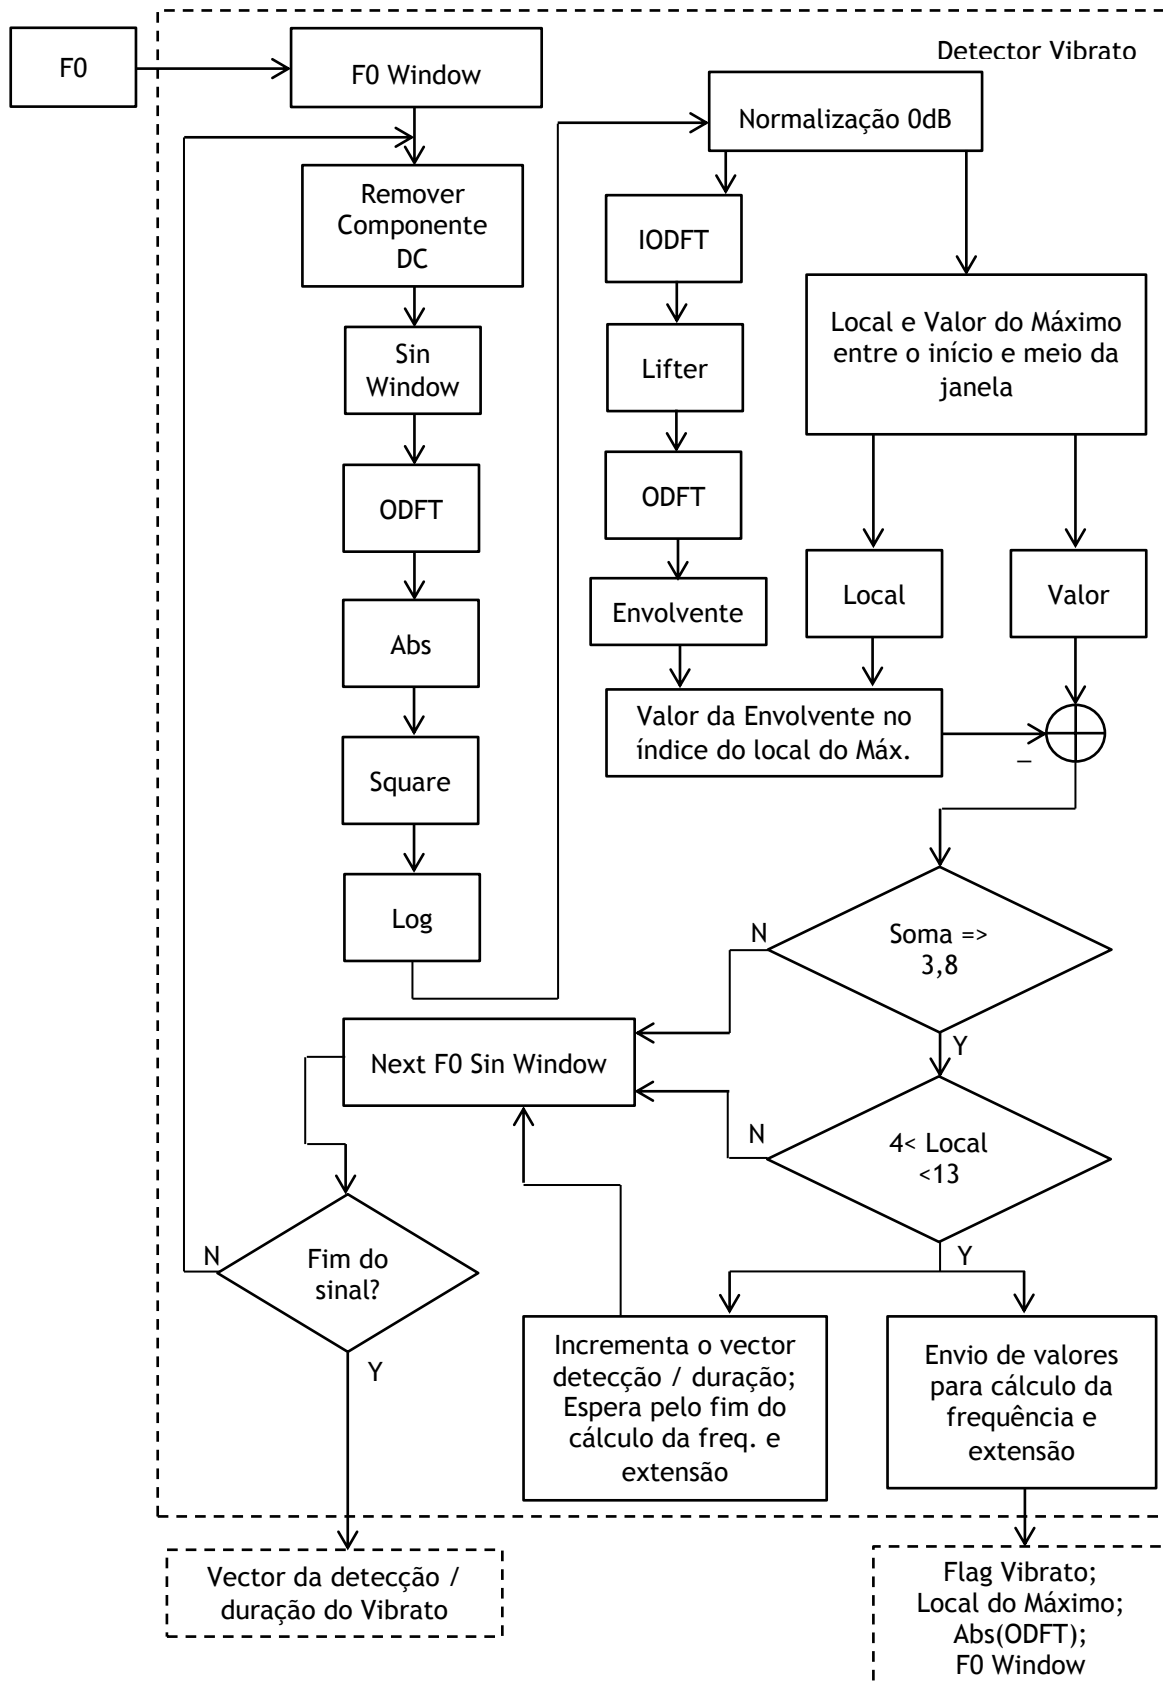 F0
F0 Window
Detector Vibrato
Normalização 0dB
Remover
Componente
DC
IODFT
Local e Valor do Máximo
entre o início e meio da
janela
Sin
Window
Lifter
ODFT
ODFT
Envolvente
Local
Valor
Abs
Valor da Envolvente no
índice do local do Máx.
_
Square
Log
Soma =>
3,8
N
Y
Next F0 Sin Window
4< Local
<13
N
Y
Fim do
sinal?
N
Y
Incrementa o vector
detecção / duração;
Espera pelo fim do
cálculo da freq. e
extensão
Envio de valores
para cálculo da
frequência e
extensão
Vector da detecção /
duração do Vibrato
Flag Vibrato;
Local do Máximo;
Abs(ODFT);
F0 Window